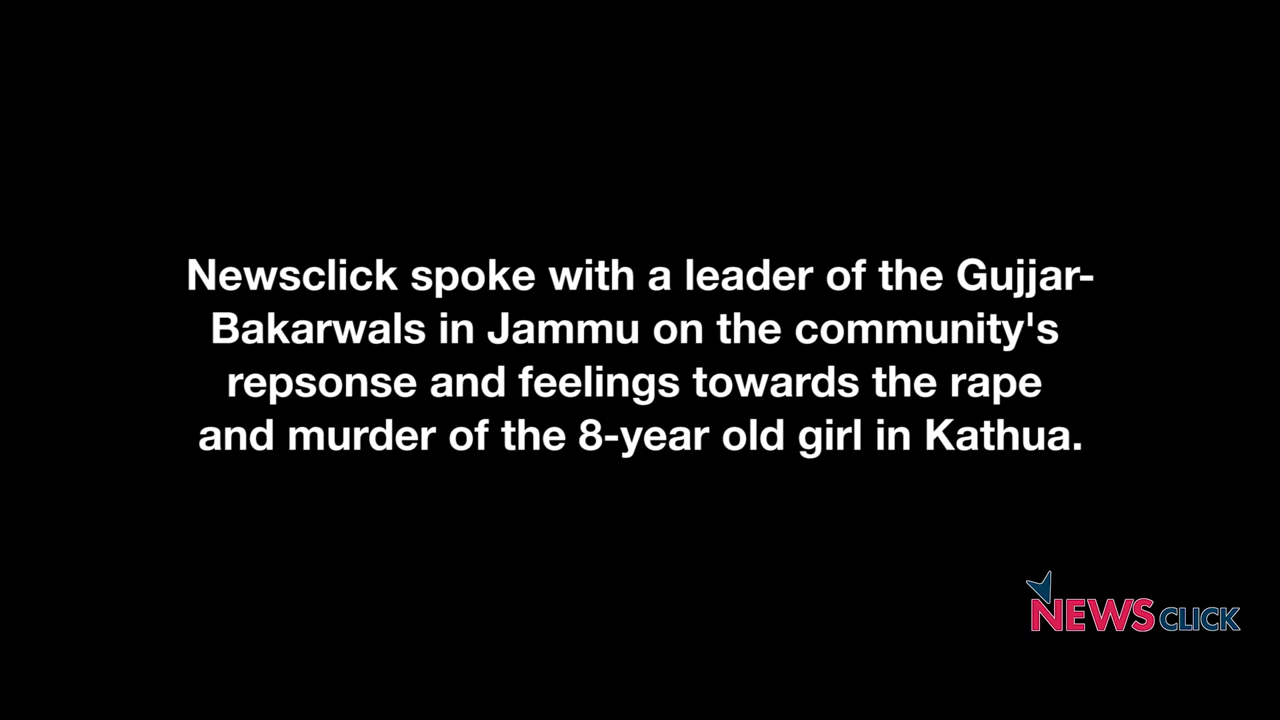 Newsclick spoke with a leader of the Gujjar-
Bakarwals in Jammu on the community's
repsonse and feelings towards the rape
and murder of the 8-year old girl in Kathua.
NEWSCLICK